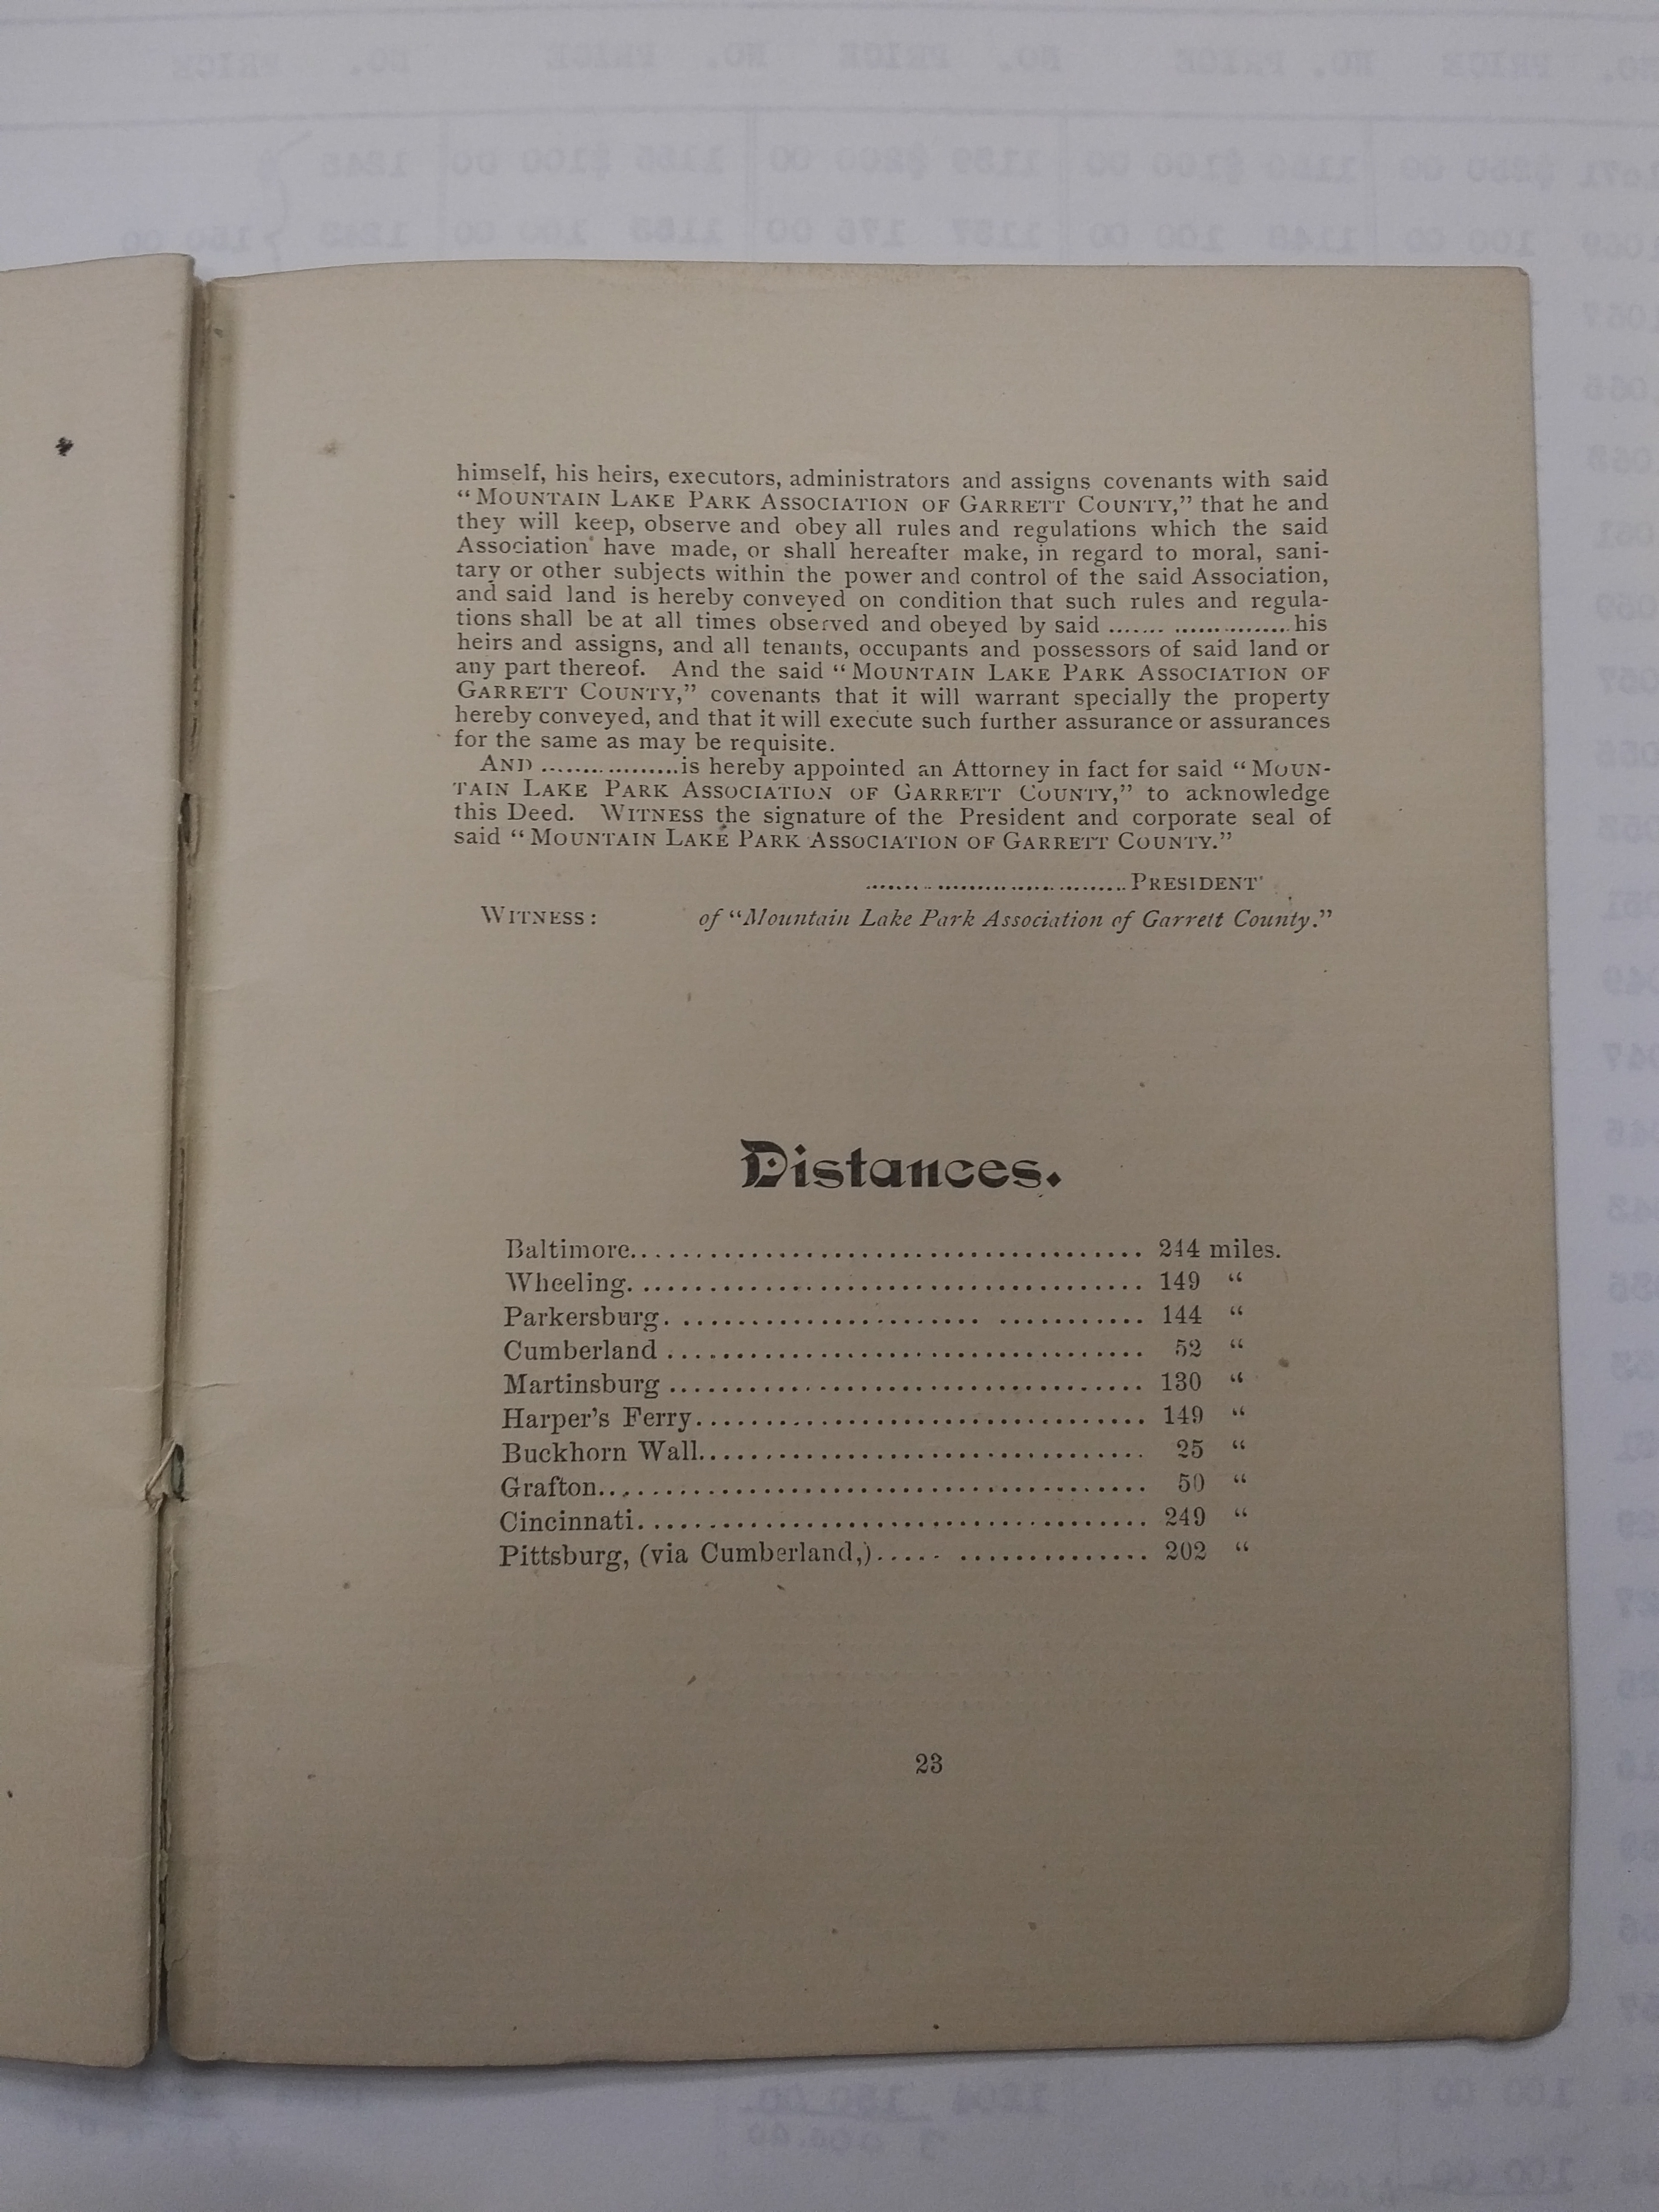 himself, his heirs, executors, administrators and assigns covenants with said
“MOUNTAIN LAKE PARK ASSOCIATION OF GARRETT COUNTY,” that he and
they will keep, observe and obey all rules and regulations which the said
Association have made, or shall hereafter make, in regard to moral, sani-
tary or other subjects within the power and control of the said Association,
and said land is hereby conveyed on condition that such rules and regula-
tions shall be at all times observed and obeyed by said ....... ............... his
heirs and assigns, and all tenants, occupants and possessors of said land or
any part thereof. And the said “MOUNTAIN LAKE PARK ASSOCIATION OF
GARRETT COUNTY,” covenants that it will warrant specially the property
hereby conveyed, and that it will execute such further assurance or assurances
for the same as may be requisite.
AND ..................is hereby appointed an Attorney in fact for said “MOUN-
TAIN LAKE PARK ASSOCIATION OF GARRETT COUNTY,” to acknowledge
this Deed. WITNESS the signature of the President and corporate seal of
said “MOUNTAIN LAKE PARK ASSOCIATION OF GARRETT COUNTY.”
...................................PRESIDENT
WITNESS: of “Mountain Lake Park Association of Garrett County.”
Distances.
Baltimore........................................ 244 miles.
Wheeling........................................ 149 “
Parkersburg. ...................... ........... 144 “
Cumberland ..................................... 52 “
Martinsburg ..................................... 130 “
Harper's Ferry................................... 149 “
Buckhorn Wall................................... 25 “
Grafton.......................................... 50 “
Cincinnati....................................... 249 “
Pittsburg, (via Cumberland,)..... ............... 202 “
23